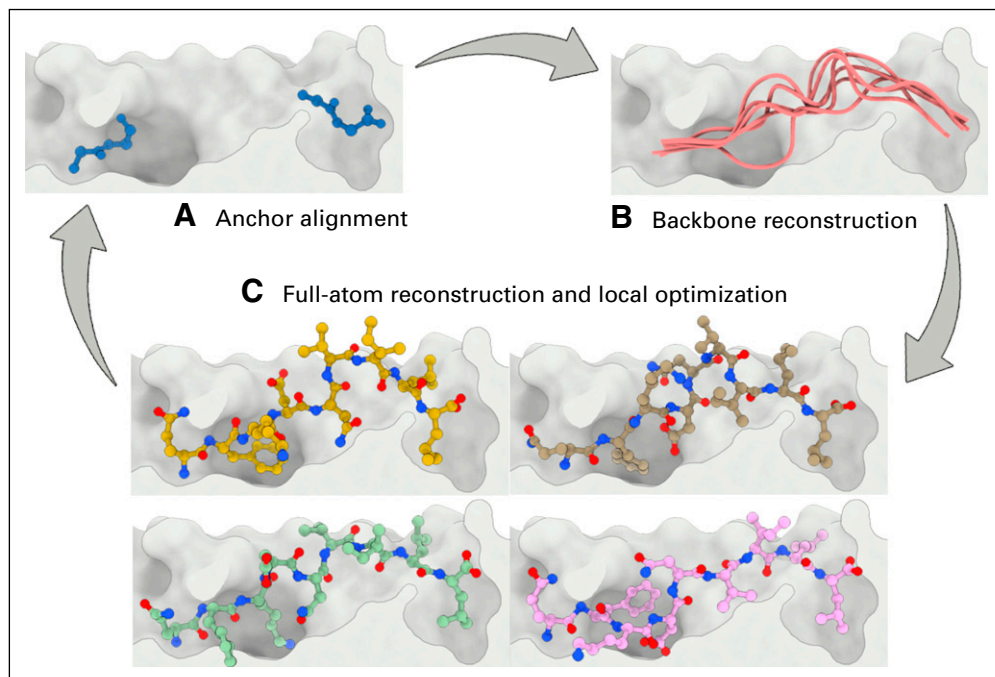 A Anchor alignment
B Backbone reconstruction
C Full-atom reconstruction and local optimization